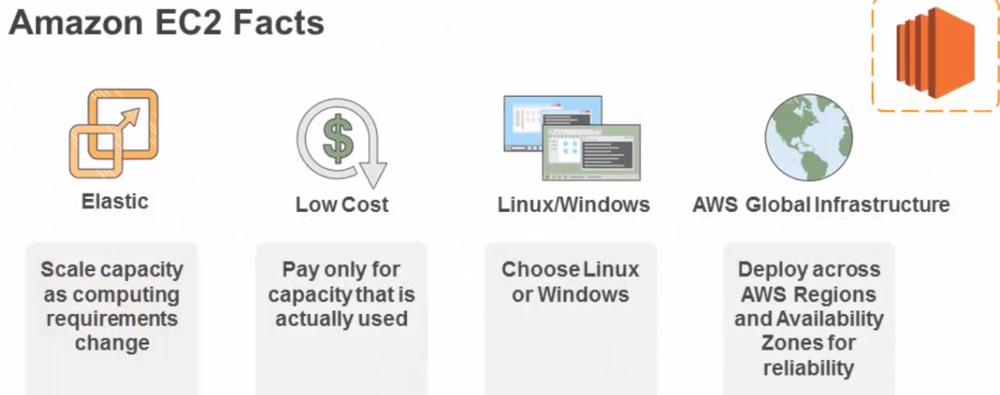 Amazon EC2 Facts
Elastic
Low Cost
Linux/Windows
AWS Global Infrastructure
Scale capacity
as computing
requirements
change
Pay only for
capacity that is
actually used
Choose Linux
or Windows
Deploy across
AWS Regions
and Availability
Zones for
reliability